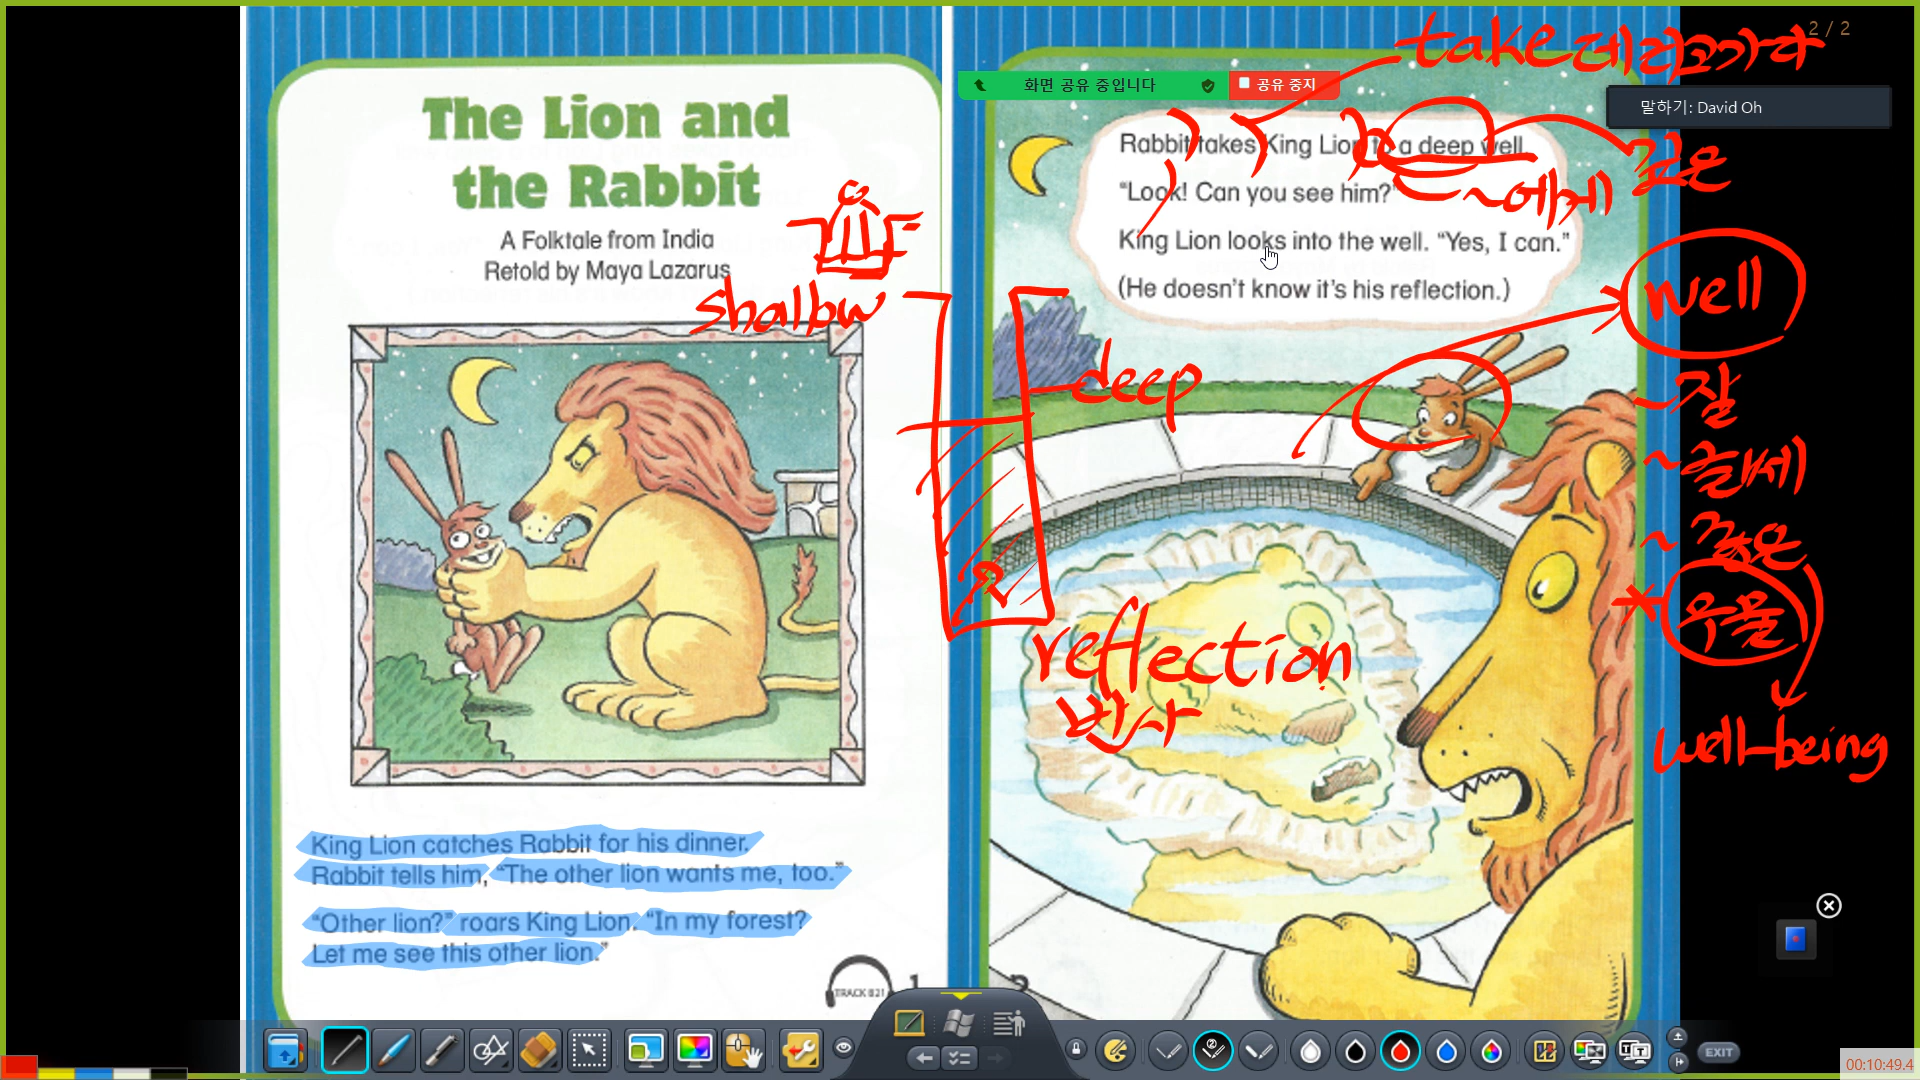 2 / 2
take 데리고가다
화면 공유 중입니다
공유 중지
말하기: David Oh
The Lion and
the Rabbit
A Folktale from India
Retold by Maya Lazarus
Rabbit takes King Lion to a deep well.
"Look! Can you see him?"
King Lion looks into the well. "Yes, I can."
(He doesn't know it's his reflection.)
깊은
~에게
shallow
deep
well
~잘
~글쎄
~좋은
*우물
well-being
reflection
반사
King Lion catches Rabbit for his dinner.
Rabbit tells him, "The other lion wants me, too."
"Other lion?" roars King Lion. "In my forest?
Let me see this other lion."
TRACK B21
1
2
EXIT
00:10:49.4